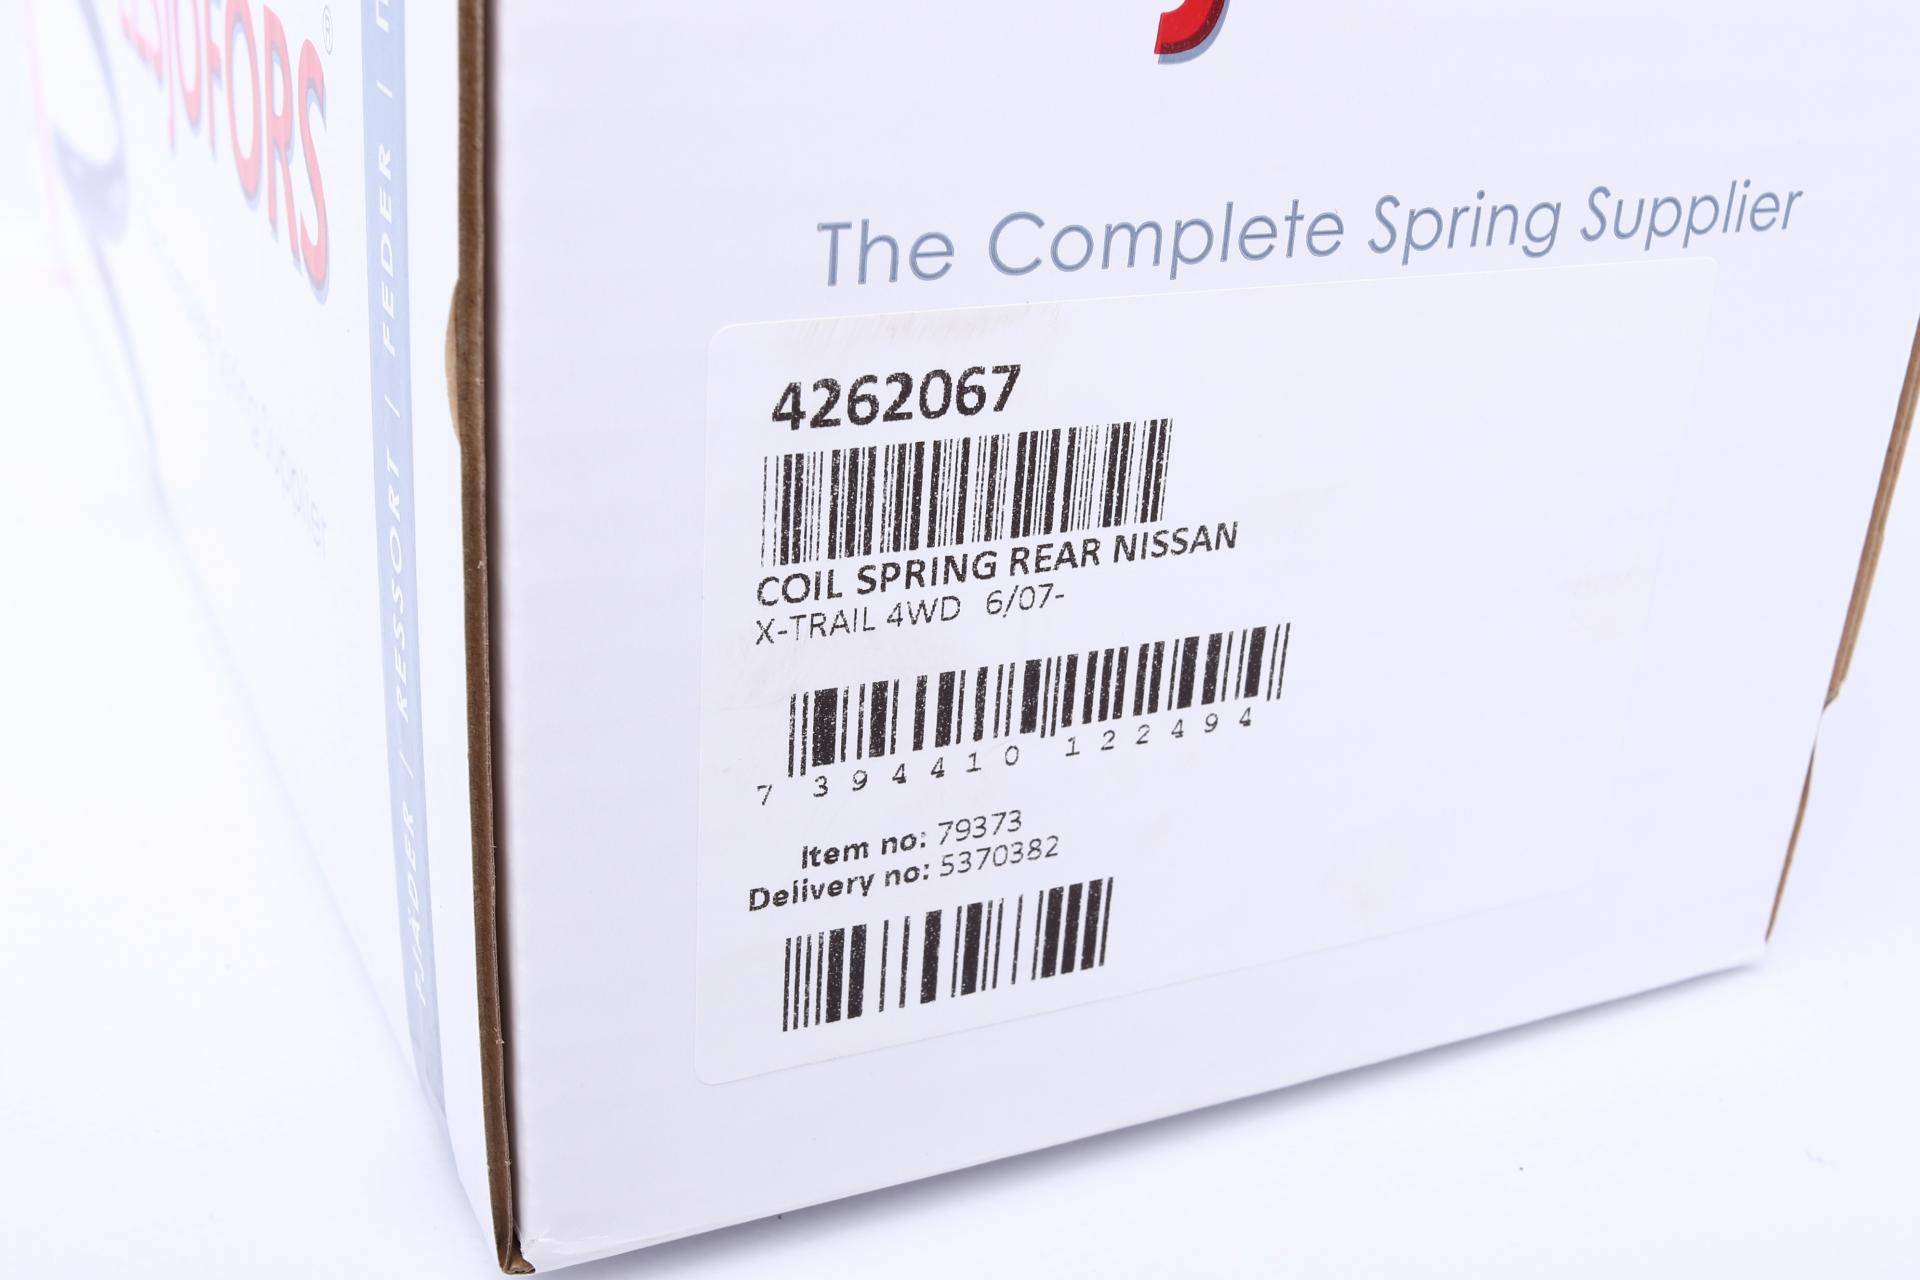 The Complete Spring Supplier
4262067
COIL SPRING REAR NISSAN
X-TRAIL 4WD 6/07-
7 394410 122494
Item no: 79373
Delivery no: 5370382
FJÄDER / RESSORT / FEDER /